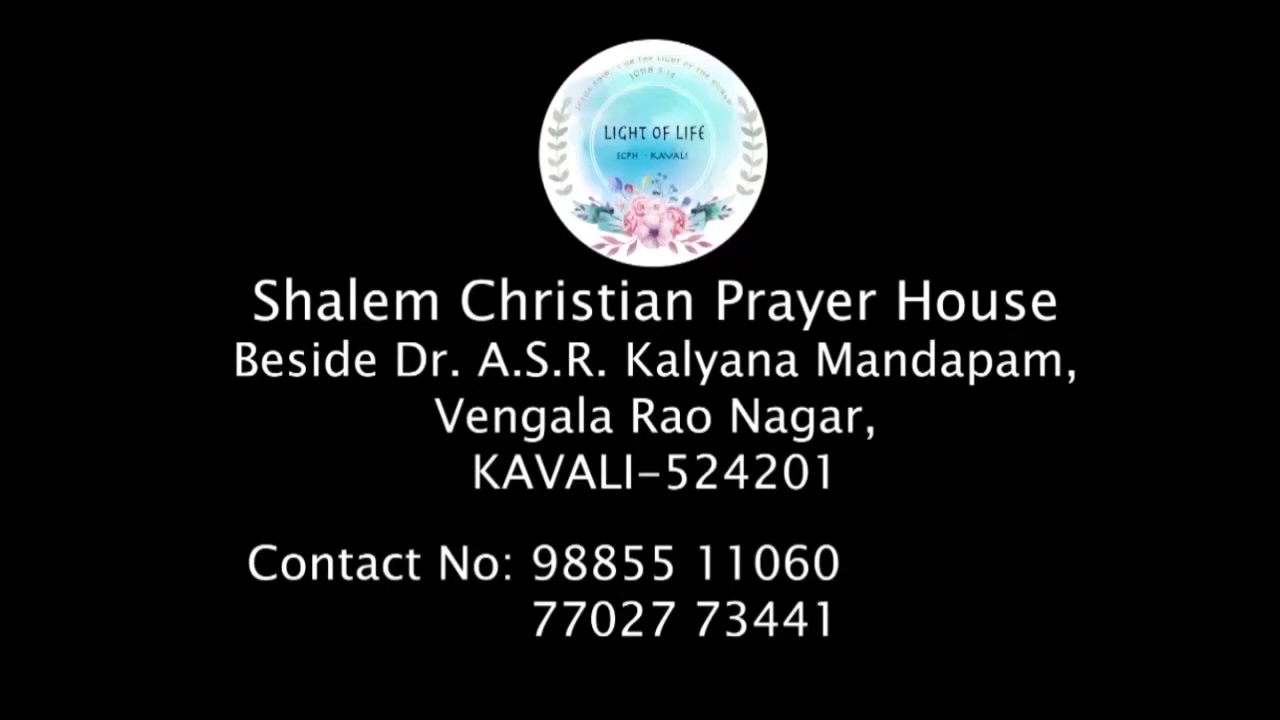 LIGHT OF LIFE
SCPH - KAVALI
Shalem Christian Prayer House
Beside Dr. A.S.R. Kalyana Mandapam,
Vengala Rao Nagar,
KAVALI-524201
Contact No: 98855 11060
77027 73441